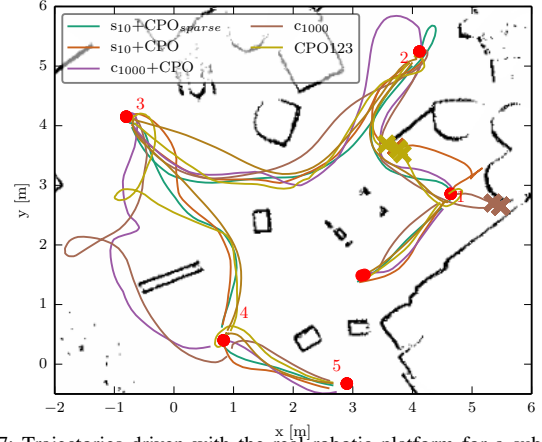 6
5
4
3
2
1
0
y [m]
s10+CPOsparse
s10+CPO
c1000+CPO
c1000
CPO123
3
2
1
4
5
−2 −1 0 1 2 3 4 5 6
x [m]
7: Trajectories driven with the real robotic platform for a sub